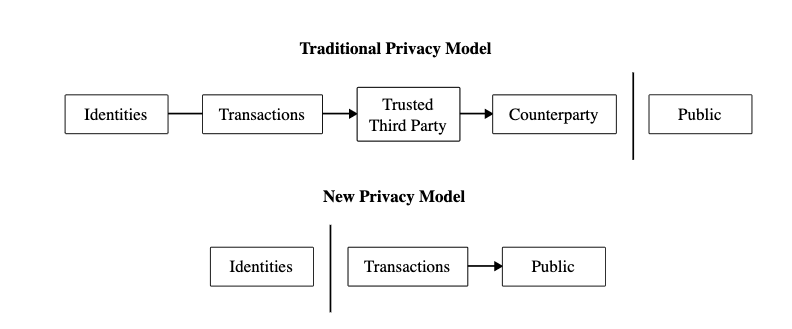 Traditional Privacy Model
Identities
Transactions
Trusted
Third Party
Counterparty
Public
New Privacy Model
Identities
Transactions
Public